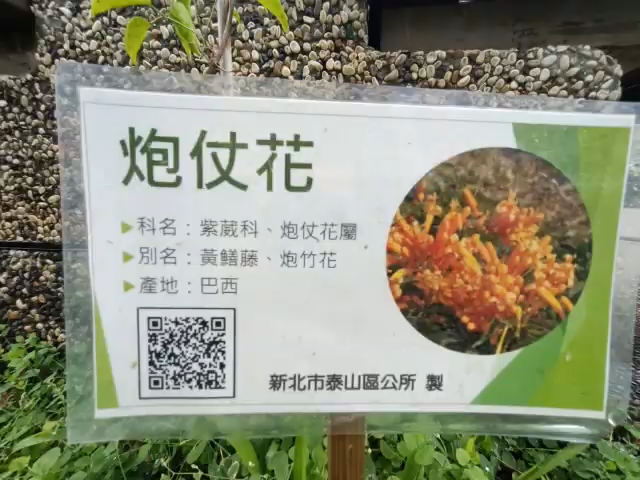 炮仗花
▶科名：紫葳科、炮仗花屬
▶別名：黃鱔藤、炮竹花
▶產地：巴西
新北市泰山區公所 製